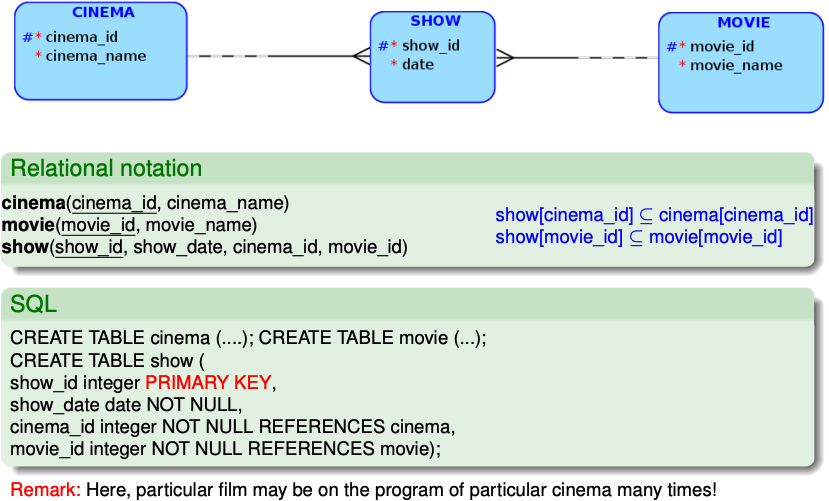 CINEMA
#* cinema_id
* cinema_name
SHOW
#* show_id
* date
MOVIE
#* movie_id
* movie_name
Relational notation
cinema(cinema_id, cinema_name)
movie(movie_id, movie_name)
show(show_id, show_date, cinema_id, movie_id)
show[cinema_id] ⊆ cinema[cinema_id]
show[movie_id] ⊆ movie[movie_id]
SQL
CREATE TABLE cinema (....); CREATE TABLE movie (...);
CREATE TABLE show (
show_id integer PRIMARY KEY,
show_date date NOT NULL,
cinema_id integer NOT NULL REFERENCES cinema,
movie_id integer NOT NULL REFERENCES movie);
Remark: Here, particular film may be on the program of particular cinema many times!